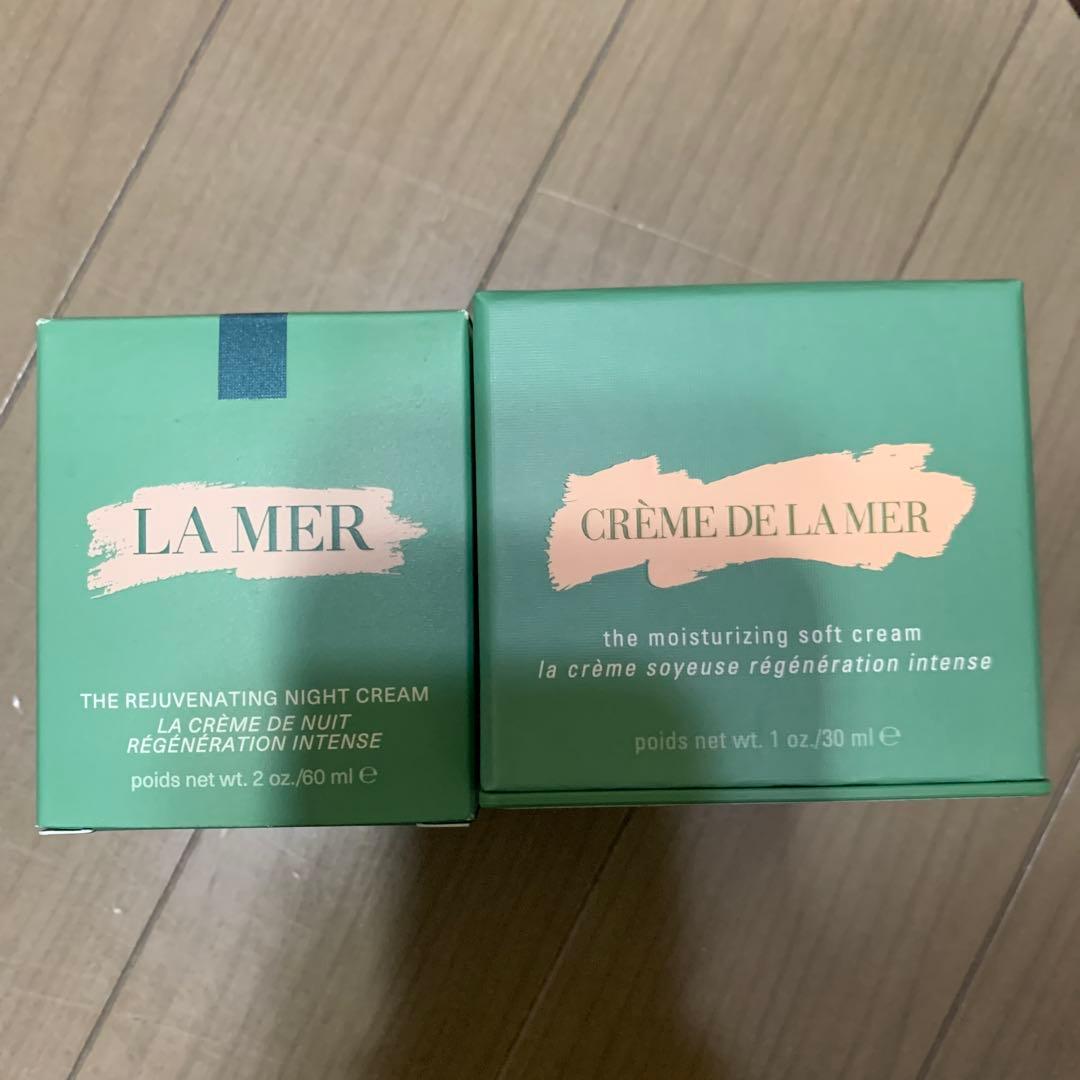 LA MER
THE REJUVENATING NIGHT CREAM
LA CRÈME DE NUIT
RÉGÉNÉRATION INTENSE
poids net wt. 2 oz./60 ml ℮
CRÈME DE LA MER
the moisturizing soft cream
la crème soyeuse régénération intense
poids net wt. 1 oz./30 ml ℮